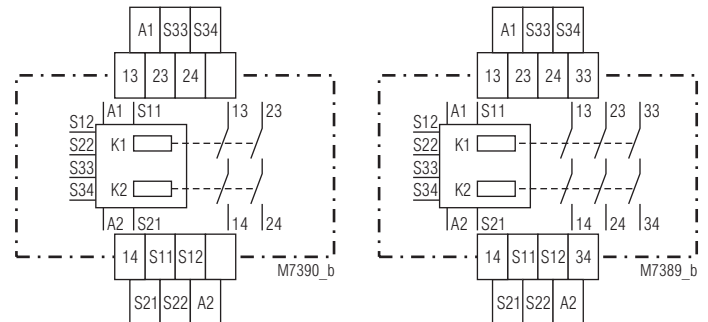 A1 S33 S34
13 23 24
A1 S11 13 23
S12
S22 K1
S33
S34 K2
A2 S21 14 24
14 S11 S12
M7390_b
S21 S22 A2
A1 S33 S34
13 23 24 33
A1 S11 13 23 33
S12
S22 K1
S33
S34 K2
A2 S21 14 24 34
14 S11 S12 34
M7389_b
S21 S22 A2